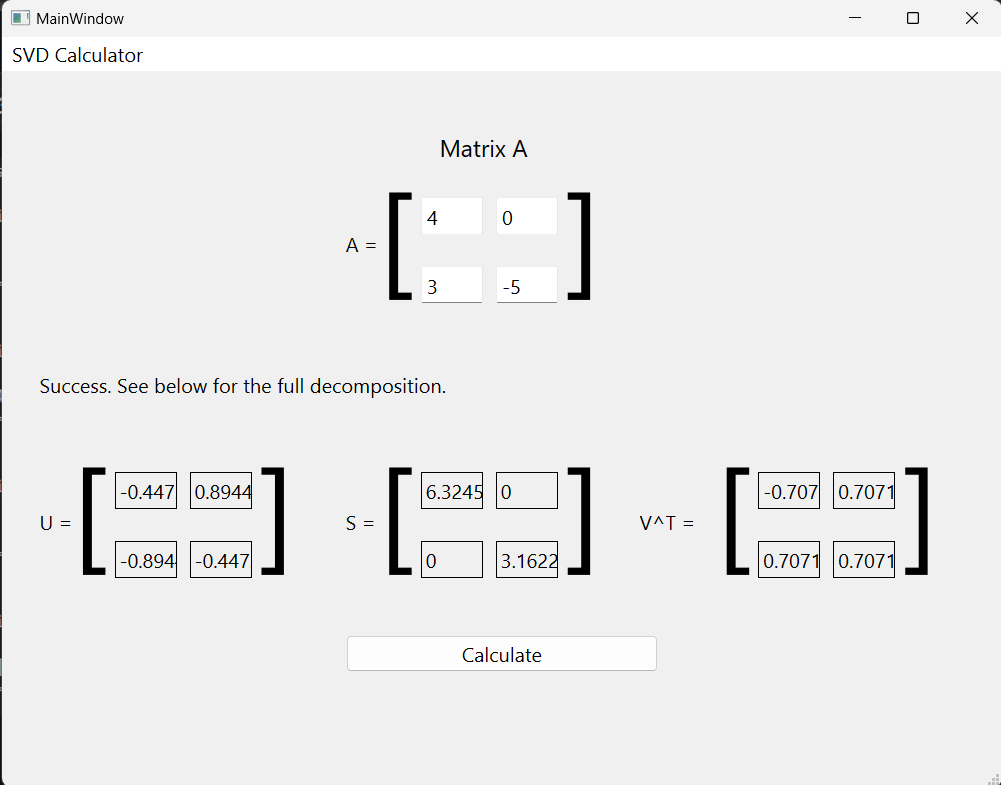 MainWindow
SVD Calculator
Matrix A
4 0
A =
3 -5
Success. See below for the full decomposition.
-0.447 0.8944 6.3245 0 -0.707 0.7071
U = S = V^T =
-0.894 -0.447 0 3.1622 0.7071 0.7071
Calculate